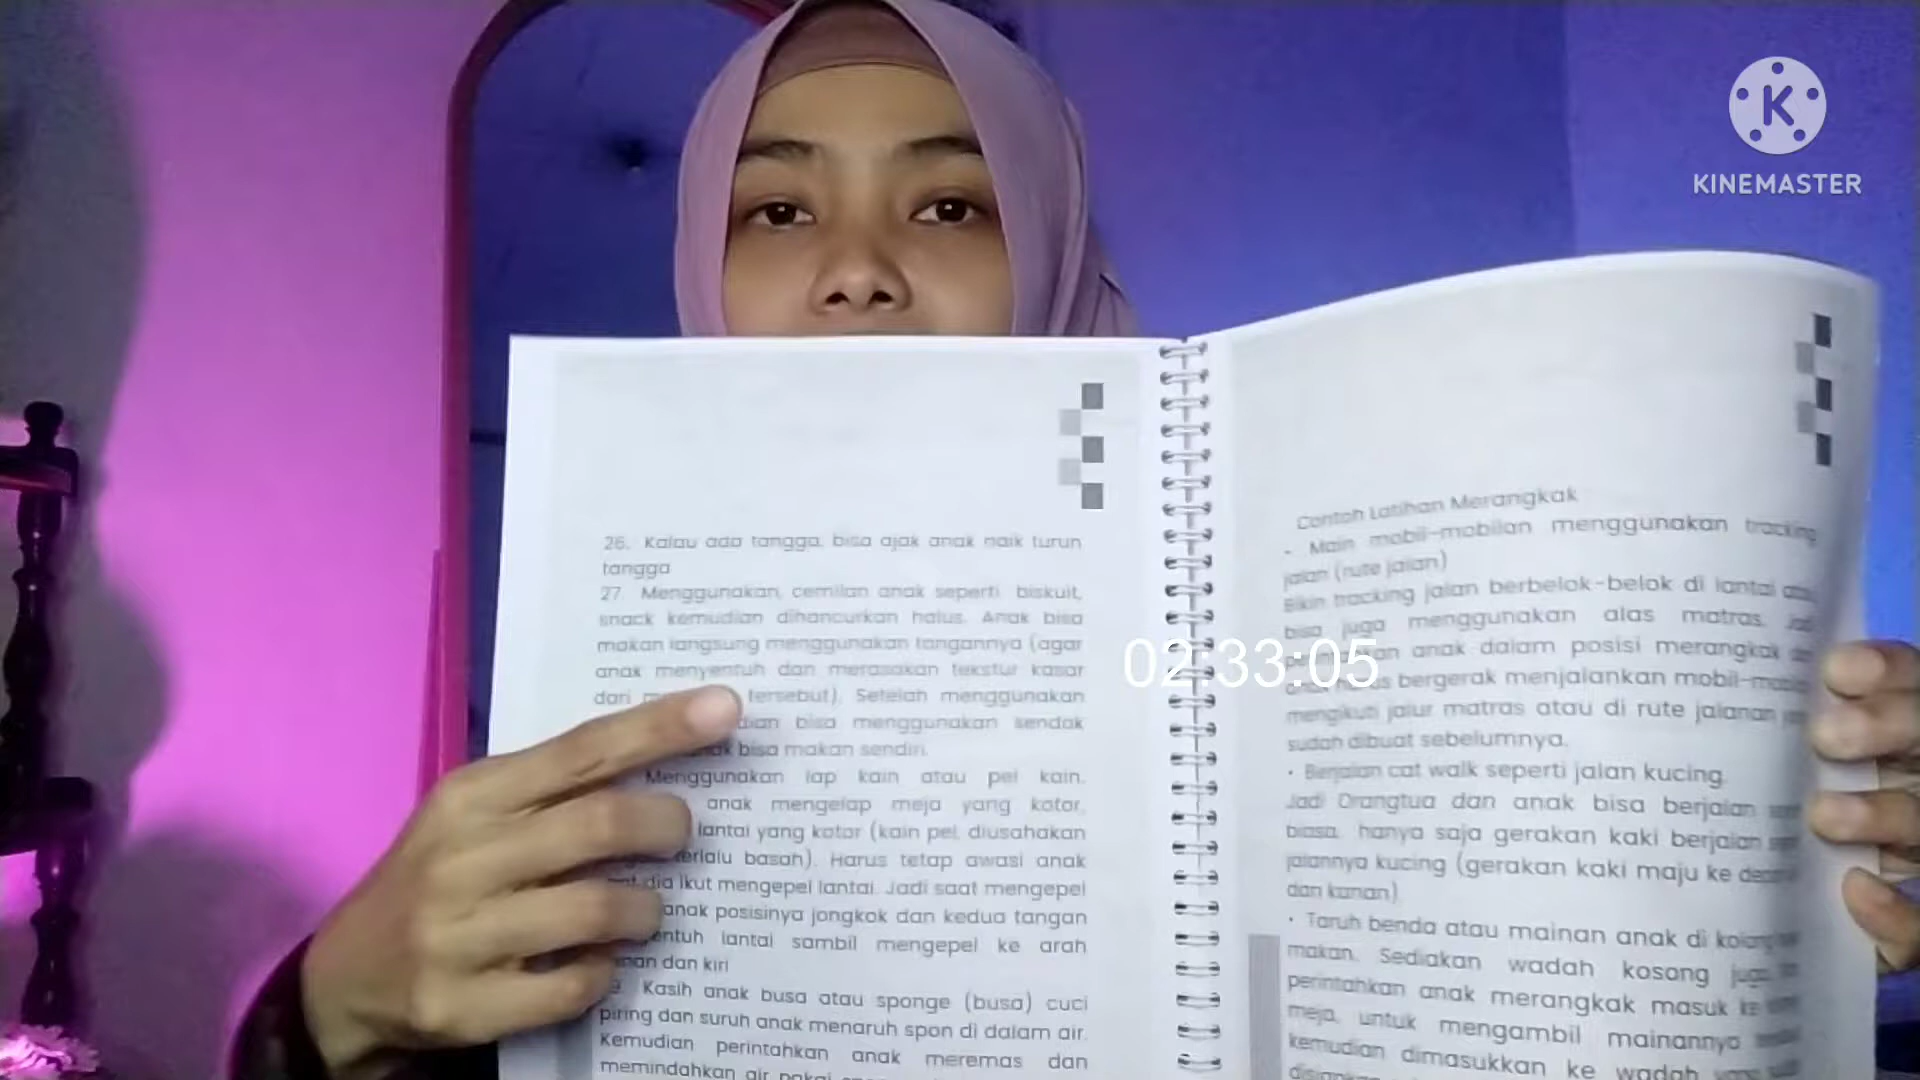 KINEMASTER
26. Kalau ada tangga, bisa ajak anak naik turun
tangga
27. Menggunakan cemilan anak seperti biskuit,
snack kemudian dihancurkan halus. Anak bisa
makan langsung menggunakan tangannya (agar
anak menyentuh dan merasakan tekstur kasar
dari tersebut). Setelah menggunakan
bisa menggunakan sendok
bisa makan sendiri.
Menggunakan lap kain atau pel kain.
anak mengelap meja yang kotor,
lantai yang kotor (kain pel diusahakan
terlalu basah). Harus tetap awasi anak
dia ikut mengepel lantai. Jadi saat mengepel
anak posisinya jongkok dan kedua tangan
lantai sambil mengepel ke arah
dan kiri
Kasih anak busa atau sponge (busa) cuci
piring dan suruh anak menaruh spon di dalam air.
Kemudian perintahkan anak meremas dan
memindahkan air pakai
02:33:05
Contoh Latihan Merangkak
• Main mobil-mobilan menggunakan tracking
jalan (rute jalan)
Bikin tracking jalan berbelok-belok di lantai
bisa juga menggunakan alas matras.
anak dalam posisi merangkak
bergerak menjalankan
mengikuti jalur matras atau di rute jalanan
sudah dibuat sebelumnya.
• Berjalan cat walk seperti jalan kucing.
Jadi Orangtua dan anak bisa berjalan
biasa, hanya saja gerakan kaki berjalan
jalannya kucing (gerakan kaki maju ke
dan kanan).
• Taruh benda atau mainan anak di
makan. Sediakan wadah kosong
perintahkan anak merangkak masuk ke
meja, untuk mengambil mainannya
kemudian dimasukkan ke wadah